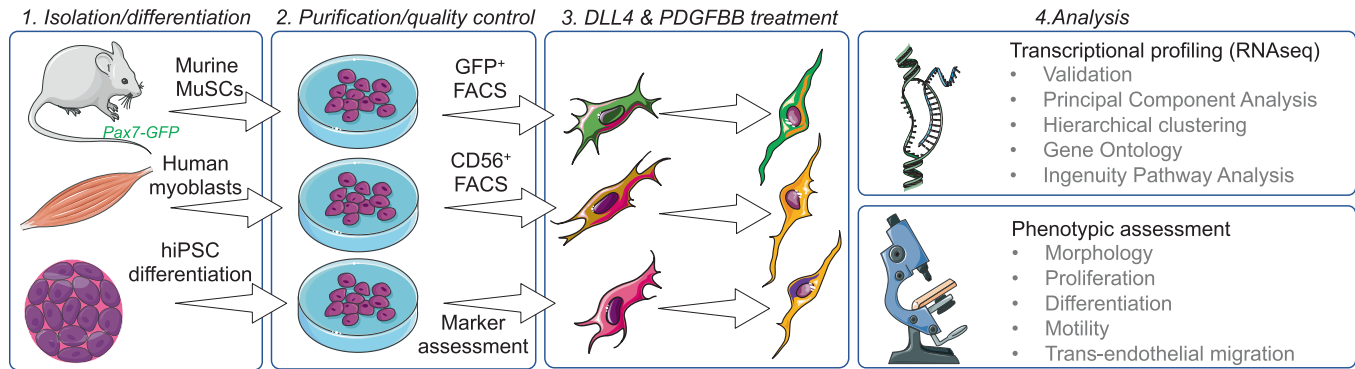 1. Isolation/differentiation
2. Purification/quality control
3. DLL4 & PDGFBB treatment
4.Analysis
Murine
MuSCs
Pax7-GFP
Human
myoblasts
hiPSC
differentiation
GFP⁺
FACS
CD56⁺
FACS
Marker
assessment
Transcriptional profiling (RNAseq)
• Validation
• Principal Component Analysis
• Hierarchical clustering
• Gene Ontology
• Ingenuity Pathway Analysis
Phenotypic assessment
• Morphology
• Proliferation
• Differentiation
• Motility
• Trans-endothelial migration